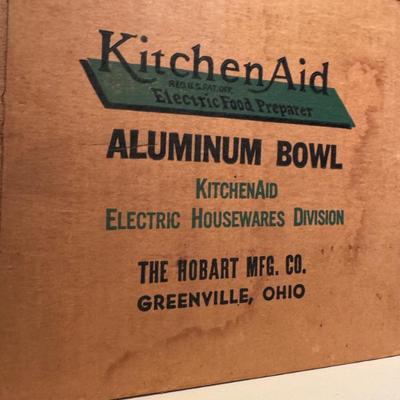 KitchenAid
REG. U.S. PAT. OFF.
Electric Food Preparer
ALUMINUM BOWL
KITCHENAID
ELECTRIC HOUSEWARES DIVISION
THE HOBART MFG. CO.
GREENVILLE, OHIO